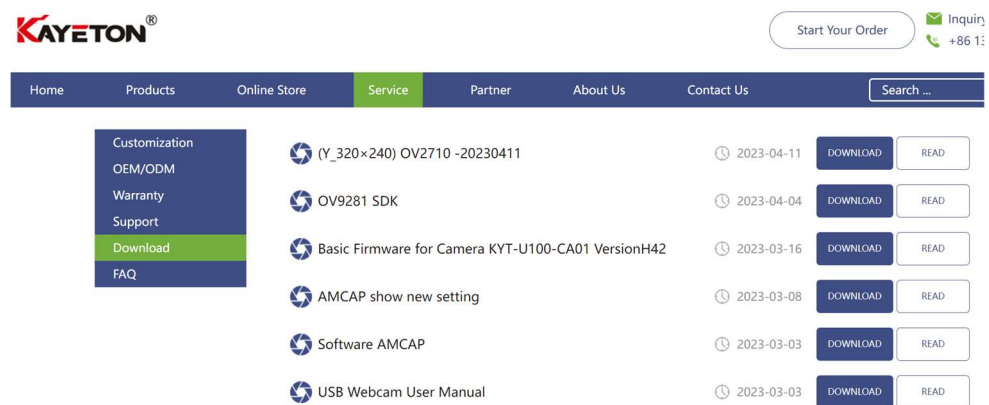 KAYETON®
Start Your Order
Inquiry
+86 13
Home Products Online Store Service Partner About Us Contact Us Search ...
Customization
OEM/ODM
Warranty
Support
Download
FAQ
(Y_320×240) OV2710 -20230411 2023-04-11 DOWNLOAD READ
OV9281 SDK 2023-04-04 DOWNLOAD READ
Basic Firmware for Camera KYT-U100-CA01 VersionH42 2023-03-16 DOWNLOAD READ
AMCAP show new setting 2023-03-08 DOWNLOAD READ
Software AMCAP 2023-03-03 DOWNLOAD READ
USB Webcam User Manual 2023-03-03 DOWNLOAD READ